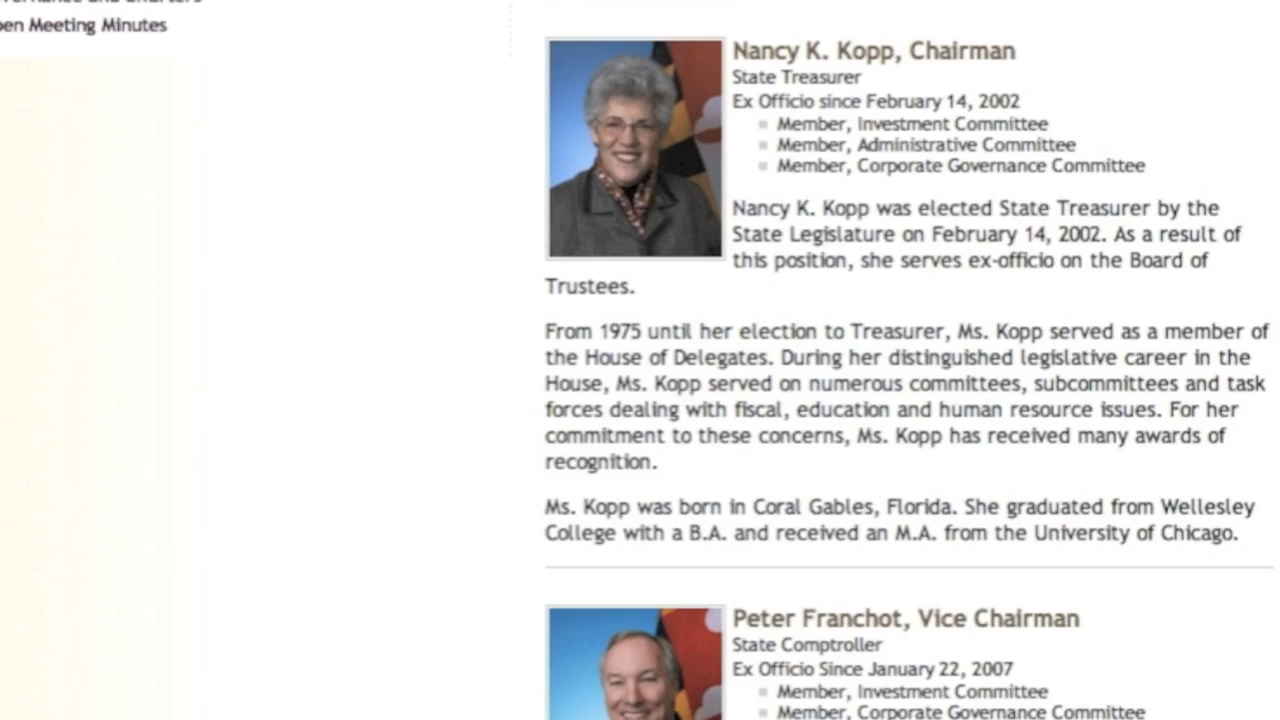 pen Meeting Minutes
Nancy K. Kopp, Chairman
State Treasurer
Ex Officio since February 14, 2002
Member, Investment Committee
Member, Administrative Committee
Member, Corporate Governance Committee
Nancy K. Kopp was elected State Treasurer by the
State Legislature on February 14, 2002. As a result of
this position, she serves ex-officio on the Board of
Trustees.
From 1975 until her election to Treasurer, Ms. Kopp served as a member of
the House of Delegates. During her distinguished legislative career in the
House, Ms. Kopp served on numerous committees, subcommittees and task
forces dealing with fiscal, education and human resource issues. For her
commitment to these concerns, Ms. Kopp has received many awards of
recognition.
Ms. Kopp was born in Coral Gables, Florida. She graduated from Wellesley
College with a B.A. and received an M.A. from the University of Chicago.
Peter Franchot, Vice Chairman
State Comptroller
Ex Officio Since January 22, 2007
Member, Investment Committee
Member, Corporate Governance Committee